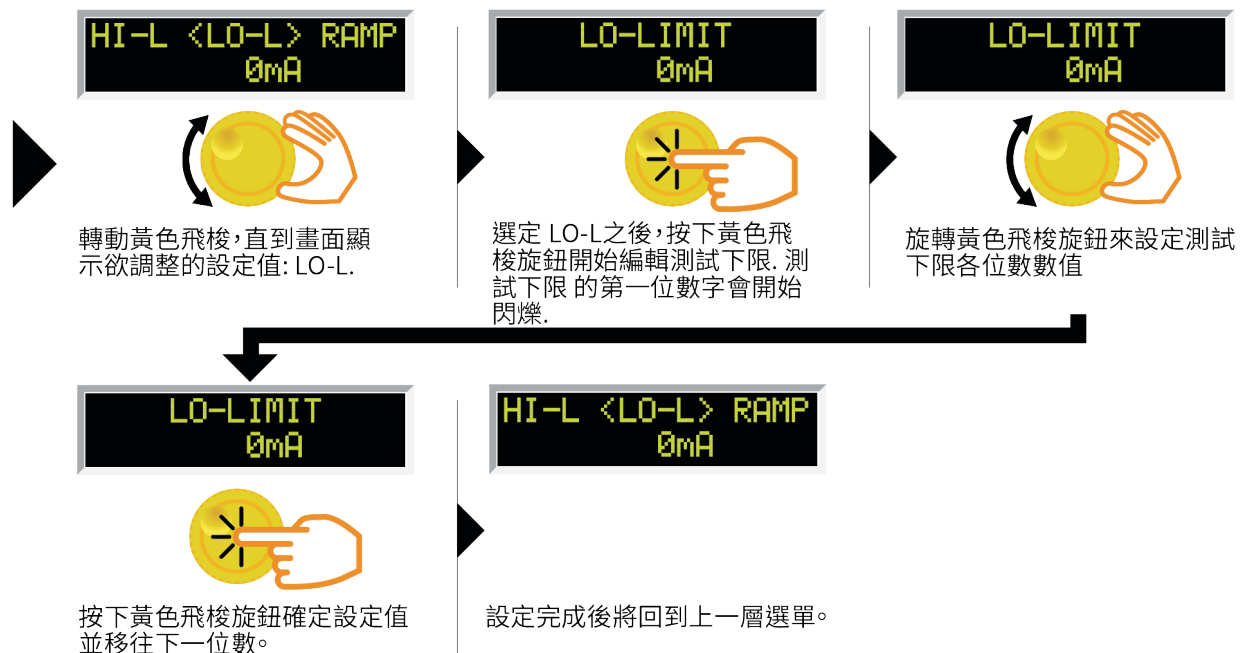 HI-L <LO-L> RAMP
0mA
轉動黃色飛梭,直到畫面顯
示欲調整的設定值: LO-L.
LO-LIMIT
0mA
選定 LO-L之後,按下黃色飛
梭旋鈕開始編輯測試下限. 測
試下限 的第一位數字會開始
閃爍.
LO-LIMIT
0mA
旋轉黃色飛梭旋鈕來設定測試
下限各位數數值
LO-LIMIT
0mA
按下黃色飛梭旋鈕確定設定值
並移往下一位數。
HI-L <LO-L> RAMP
0mA
設定完成後將回到上一層選單。